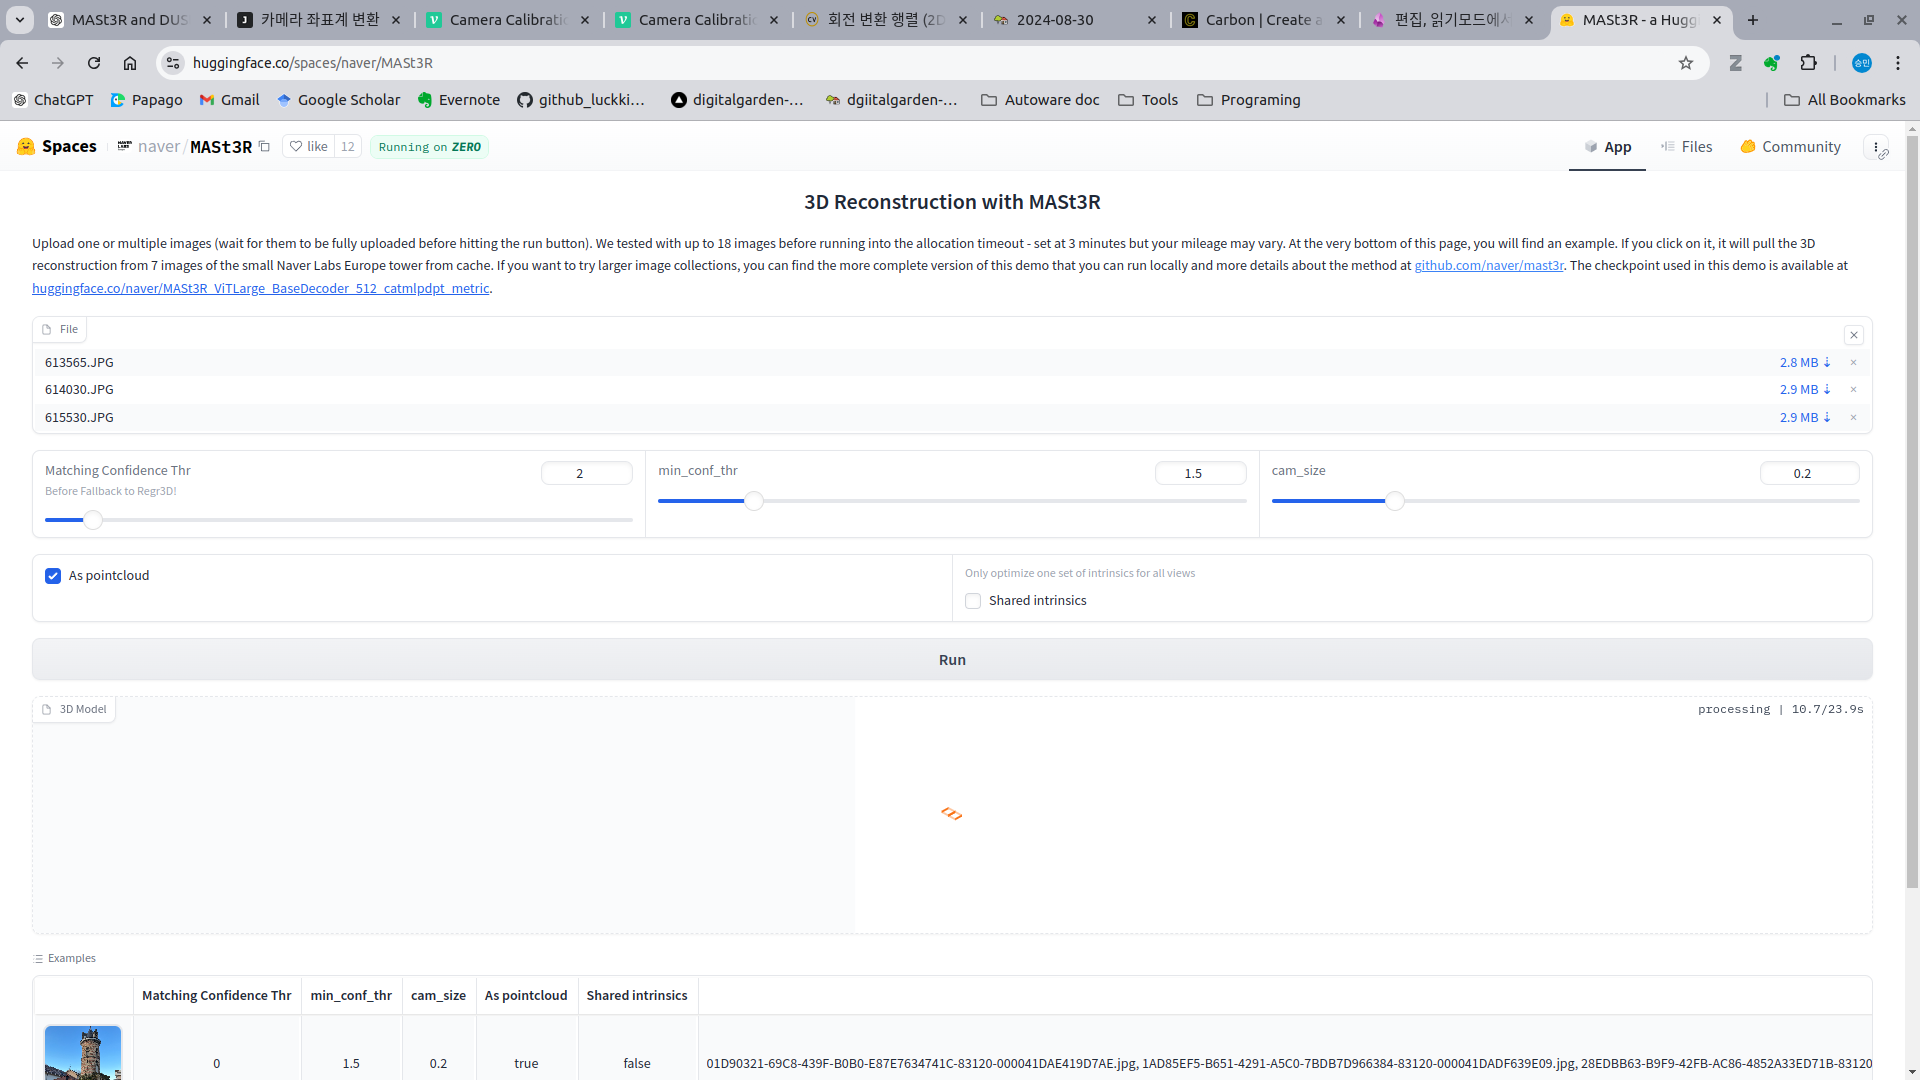 MASt3R and DUS
카메라 좌표계 변환
Camera Calibratio
Camera Calibratio
회전 변환 행렬 (2D
2024-08-30
Carbon | Create a
편집, 읽기모드에서
MASt3R - a Hugg
huggingface.co/spaces/naver/MASt3R
승민
ChatGPT
Papago
Gmail
Google Scholar
Evernote
github_luckki...
digitalgarden-...
dgiitalgarden-...
Autoware doc
Tools
Programing
All Bookmarks
Spaces
naver/MASt3R
like 12
Running on ZERO
App
Files
Community
3D Reconstruction with MASt3R
Upload one or multiple images (wait for them to be fully uploaded before hitting the run button). We tested with up to 18 images before running into the allocation timeout - set at 3 minutes but your mileage may vary. At the very bottom of this page, you will find an example. If you click on it, it will pull the 3D
reconstruction from 7 images of the small Naver Labs Europe tower from cache. If you want to try larger image collections, you can find the more complete version of this demo that you can run locally and more details about the method at github.com/naver/mast3r. The checkpoint used in this demo is available at
huggingface.co/naver/MASt3R_ViTLarge_BaseDecoder_512_catmlpdpt_metric.
File
613565.JPG 2.8 MB ⇣
614030.JPG 2.9 MB ⇣
615530.JPG 2.9 MB ⇣
Matching Confidence Thr 2
Before Fallback to Regr3D!
min_conf_thr 1.5
cam_size 0.2
As pointcloud
Only optimize one set of intrinsics for all views
Shared intrinsics
Run
3D Model
processing | 10.7/23.9s
Examples
Matching Confidence Thr min_conf_thr cam_size As pointcloud Shared intrinsics
0 1.5 0.2 true false 01D90321-69C8-439F-B0B0-E87E7634741C-83120-000041DAE419D7AE.jpg, 1AD85EF5-B651-4291-A5C0-7BDB7D966384-83120-000041DADF639E09.jpg, 28EDBB63-B9F9-42FB-AC86-4852A33ED71B-83120